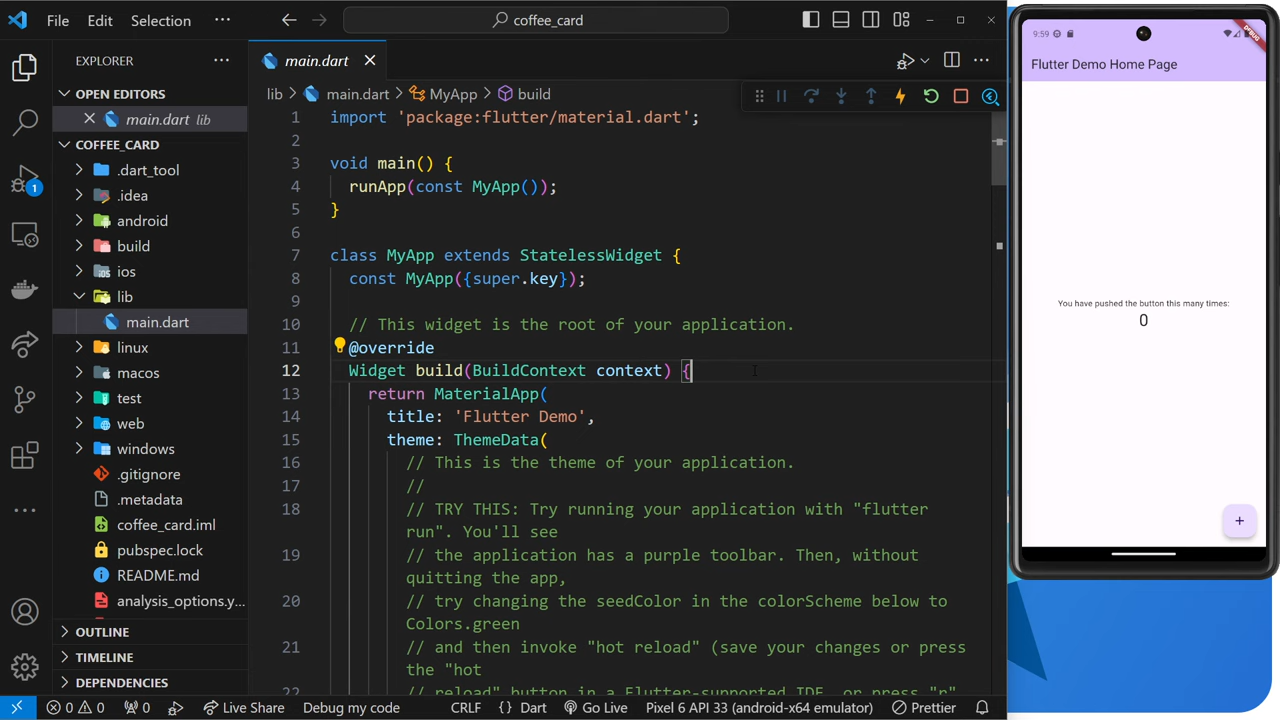 File Edit Selection ··· coffee_card
EXPLORER ···
OPEN EDITORS
main.dart lib
COFFEE_CARD
.dart_tool
.idea
android
build
ios
lib
main.dart
linux
macos
test
web
windows
.gitignore
.metadata
coffee_card.iml
pubspec.lock
README.md
analysis_options.y...
OUTLINE
TIMELINE
DEPENDENCIES
1
main.dart
lib > main.dart > MyApp > build
1 import 'package:flutter/material.dart';
2
3 void main() {
4 runApp(const MyApp());
5 }
6
7 class MyApp extends StatelessWidget {
8 const MyApp({super.key});
9
10 // This widget is the root of your application.
11 @override
12 Widget build(BuildContext context) {
13 return MaterialApp(
14 title: 'Flutter Demo',
15 theme: ThemeData(
16 // This is the theme of your application.
17 //
18 // TRY THIS: Try running your application with "flutter
run". You'll see
19 // the application has a purple toolbar. Then, without
quitting the app,
20 // try changing the seedColor in the colorScheme below to
Colors.green
21 // and then invoke "hot reload" (save your changes or press
the "hot
22 // reload" button in a Flutter-supported IDE, or press "r"
0 0 0 Live Share Debug my code CRLF {} Dart Go Live Pixel 6 API 33 (android-x64 emulator) Prettier
9:59
DEBUG
Flutter Demo Home Page
You have pushed the button this many times:
0
+